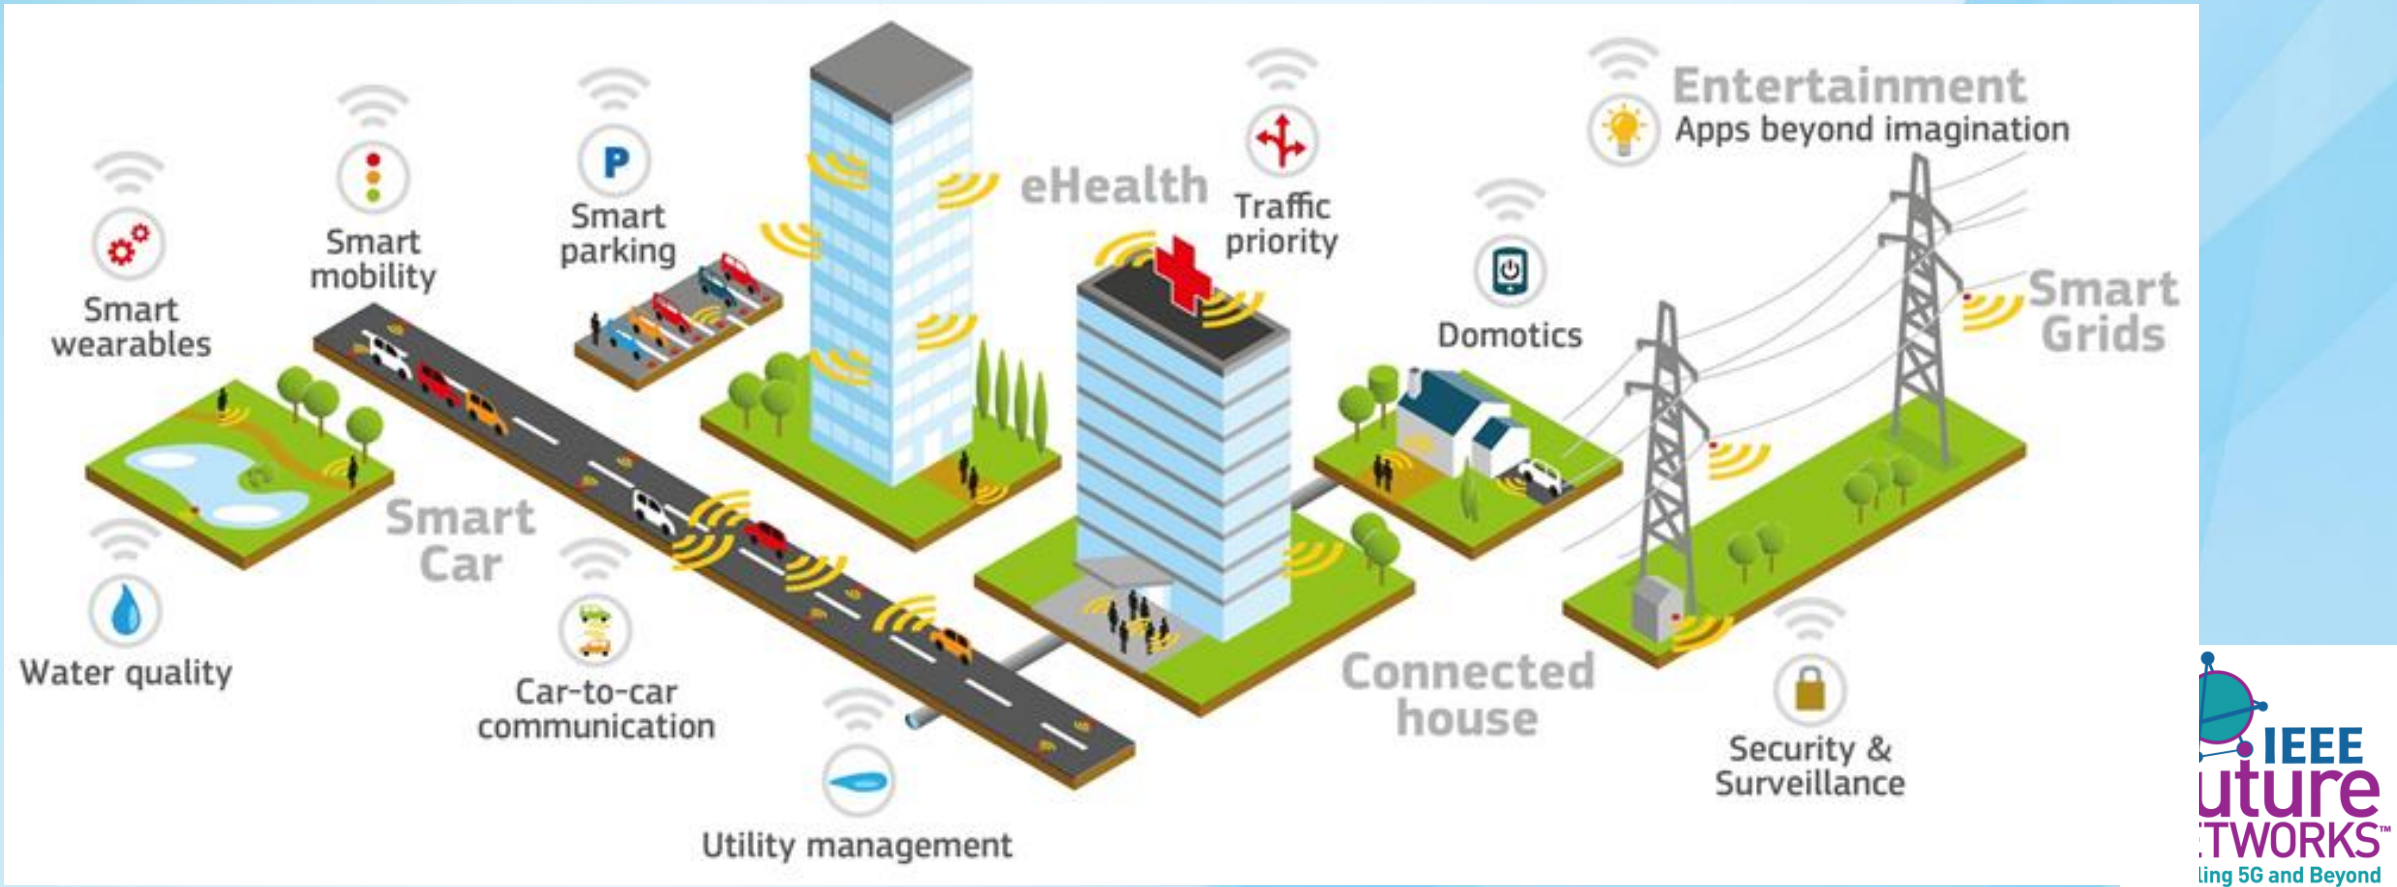 Entertainment
Apps beyond imagination
P
eHealth
Traffic
priority
Smart
parking
Smart
mobility
Smart
wearables
Domotics
Smart
Grids
Smart
Car
Water quality
Car-to-car
communication
Connected
house
Utility management
Security &
Surveillance
IEEE
uture
ETWORKS™
ling 5G and Beyond